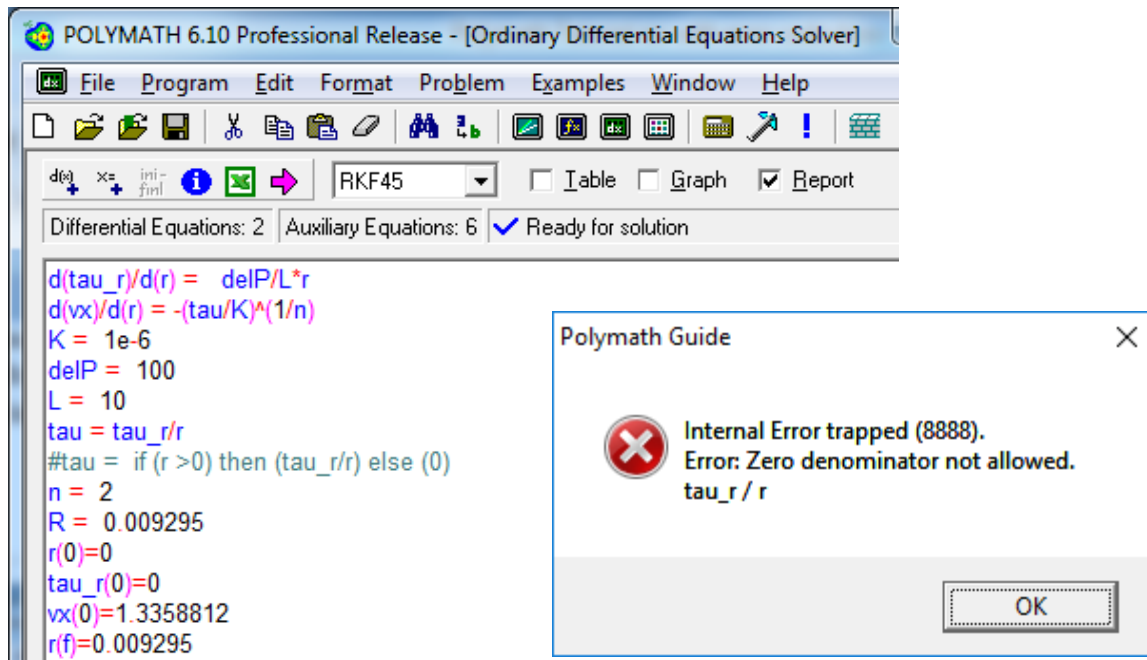 POLYMATH 6.10 Professional Release - [Ordinary Differential Equations Solver]
File Program Edit Format Problem Examples Window Help
d(x) x= ini- finl RKF45 Table Graph Report
Differential Equations: 2 Auxiliary Equations: 6 Ready for solution
d(tau_r)/d(r) = delP/L*r
d(vx)/d(r) = -(tau/K)^(1/n)
K = 1e-6
delP = 100
L = 10
tau = tau_r/r
#tau = if (r >0) then (tau_r/r) else (0)
n = 2
R = 0.009295
r(0)=0
tau_r(0)=0
vx(0)=1.3358812
r(f)=0.009295
Polymath Guide
Internal Error trapped (8888).
Error: Zero denominator not allowed.
tau_r / r
OK